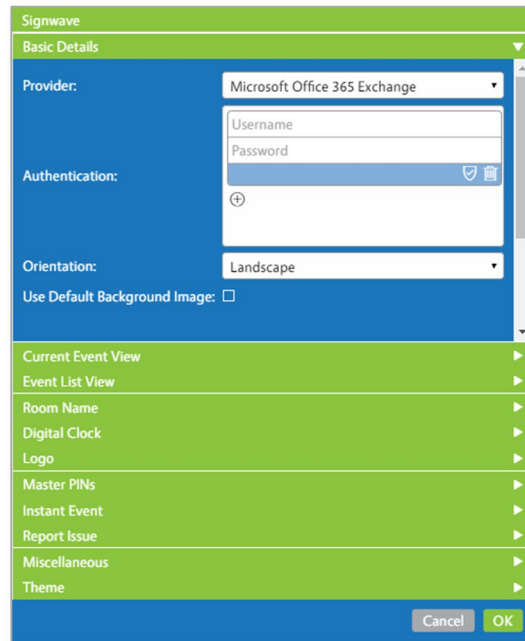 Signwave
Basic Details
Provider:
Microsoft Office 365 Exchange
Username
Password
Authentication:
Orientation:
Landscape
Use Default Background Image:
Current Event View
Event List View
Room Name
Digital Clock
Logo
Master PINs
Instant Event
Report Issue
Miscellaneous
Theme
Cancel
OK